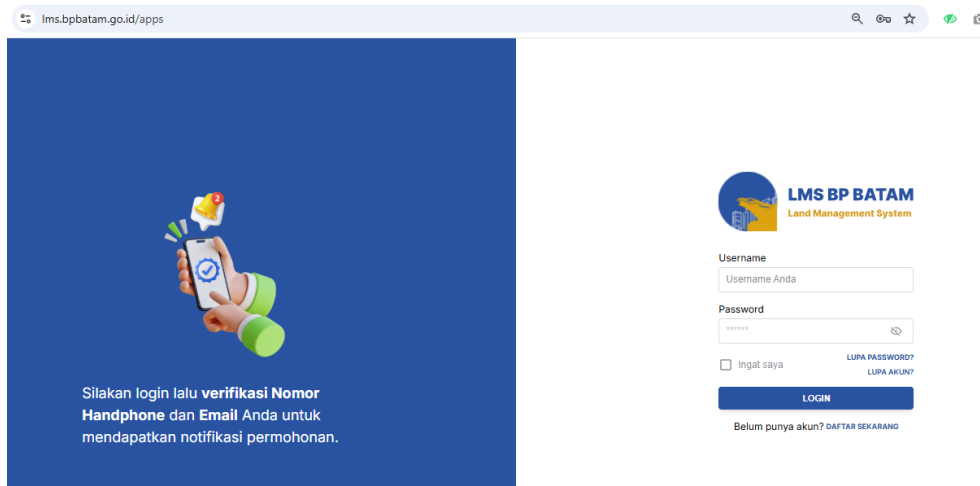 lms.bpbatam.go.id/apps
2
Silakan login lalu verifikasi Nomor
Handphone dan Email Anda untuk
mendapatkan notifikasi permohonan.
LMS BP BATAM
Land Management System
Username
Username Anda
Password
******
Ingat saya
LUPA PASSWORD?
LUPA AKUN?
LOGIN
Belum punya akun? DAFTAR SEKARANG